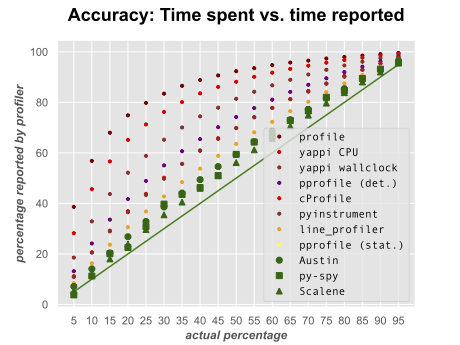 Accuracy: Time spent vs. time reported
percentage reported by profiler
100
80
60
40
20
0
profile
yappi CPU
yappi wallclock
pprofile (det.)
cProfile
pyinstrument
line_profiler
pprofile (stat.)
Austin
py-spy
Scalene
5 10 15 20 25 30 35 40 45 50 55 60 65 70 75 80 85 90 95
actual percentage